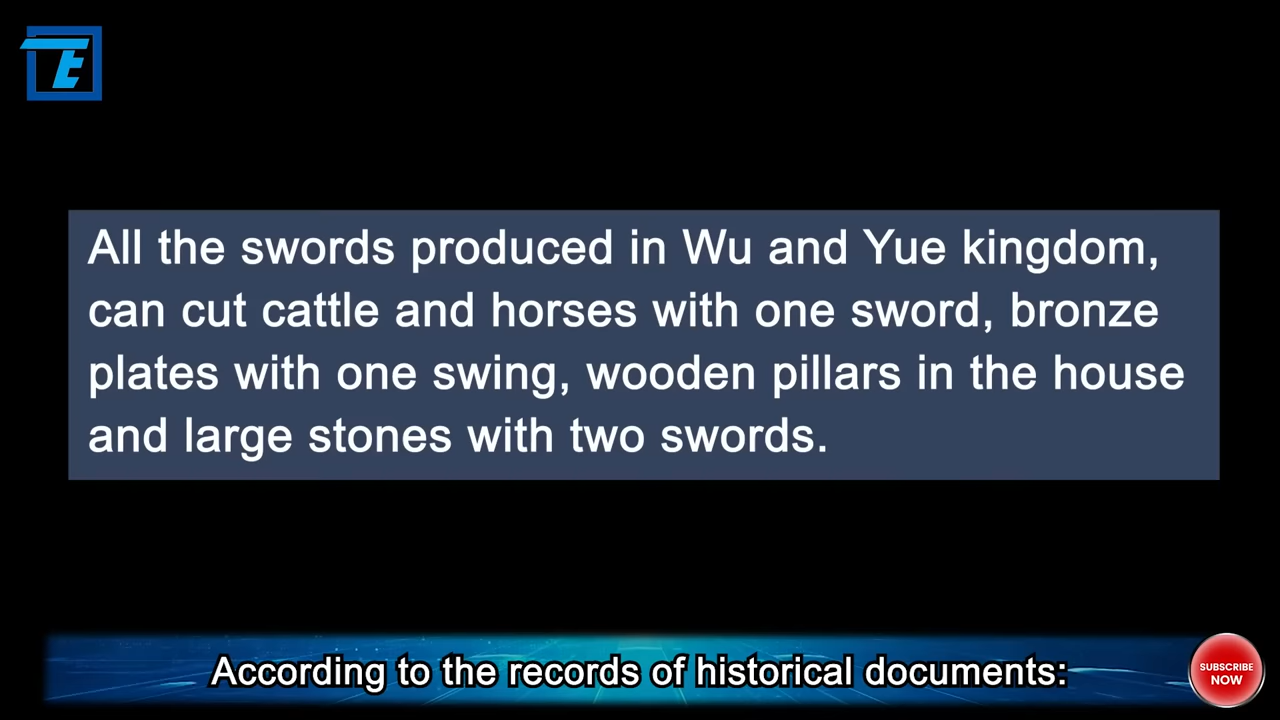 TE
All the swords produced in Wu and Yue kingdom,
can cut cattle and horses with one sword, bronze
plates with one swing, wooden pillars in the house
and large stones with two swords.
According to the records of historical documents:
SUBSCRIBE
NOW